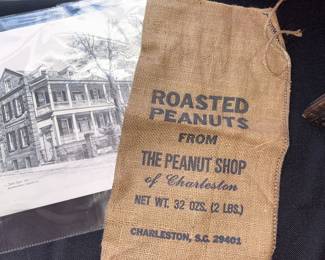 ROASTED
PEANUTS
FROM
THE PEANUT SHOP
of Charleston
NET WT. 32 OZS. (2 LBS.)
CHARLESTON, S.C. 29401